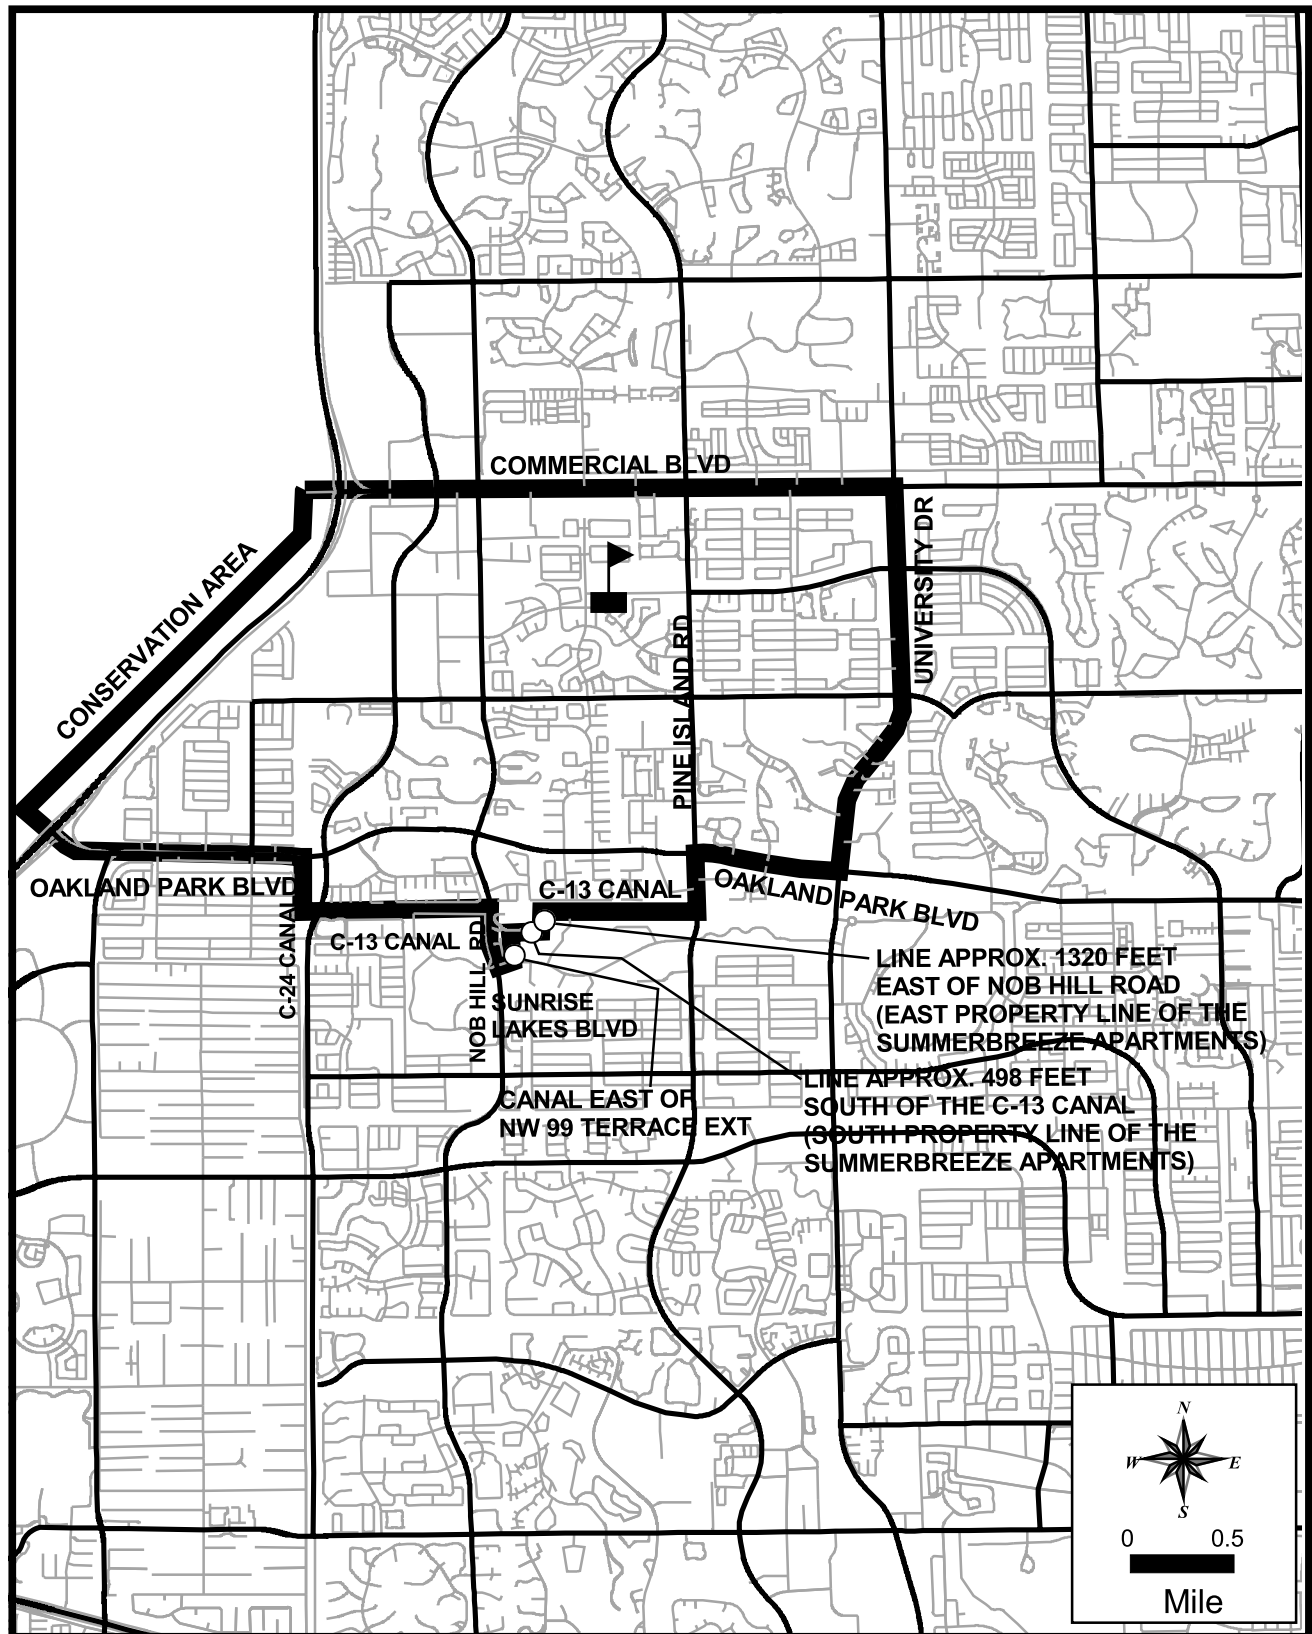 COMMERCIAL BLVD
UNIVERSITY DR
CONSERVATION AREA
PINE ISLAND RD
OAKLAND PARK BLVD
C-13 CANAL
OAKLAND PARK BLVD
C-24 CANAL
C-13 CANAL
NOB HILL RD
LINE APPROX. 1320 FEET
EAST OF NOB HILL ROAD
(EAST PROPERTY LINE OF THE
SUMMERBREEZE APARTMENTS)
SUNRISE
LAKES BLVD
LINE APPROX. 498 FEET
SOUTH OF THE C-13 CANAL
(SOUTH PROPERTY LINE OF THE
SUMMERBREEZE APARTMENTS)
CANAL EAST OF
NW 99 TERRACE EXT
N
W
E
S
0 0.5
Mile